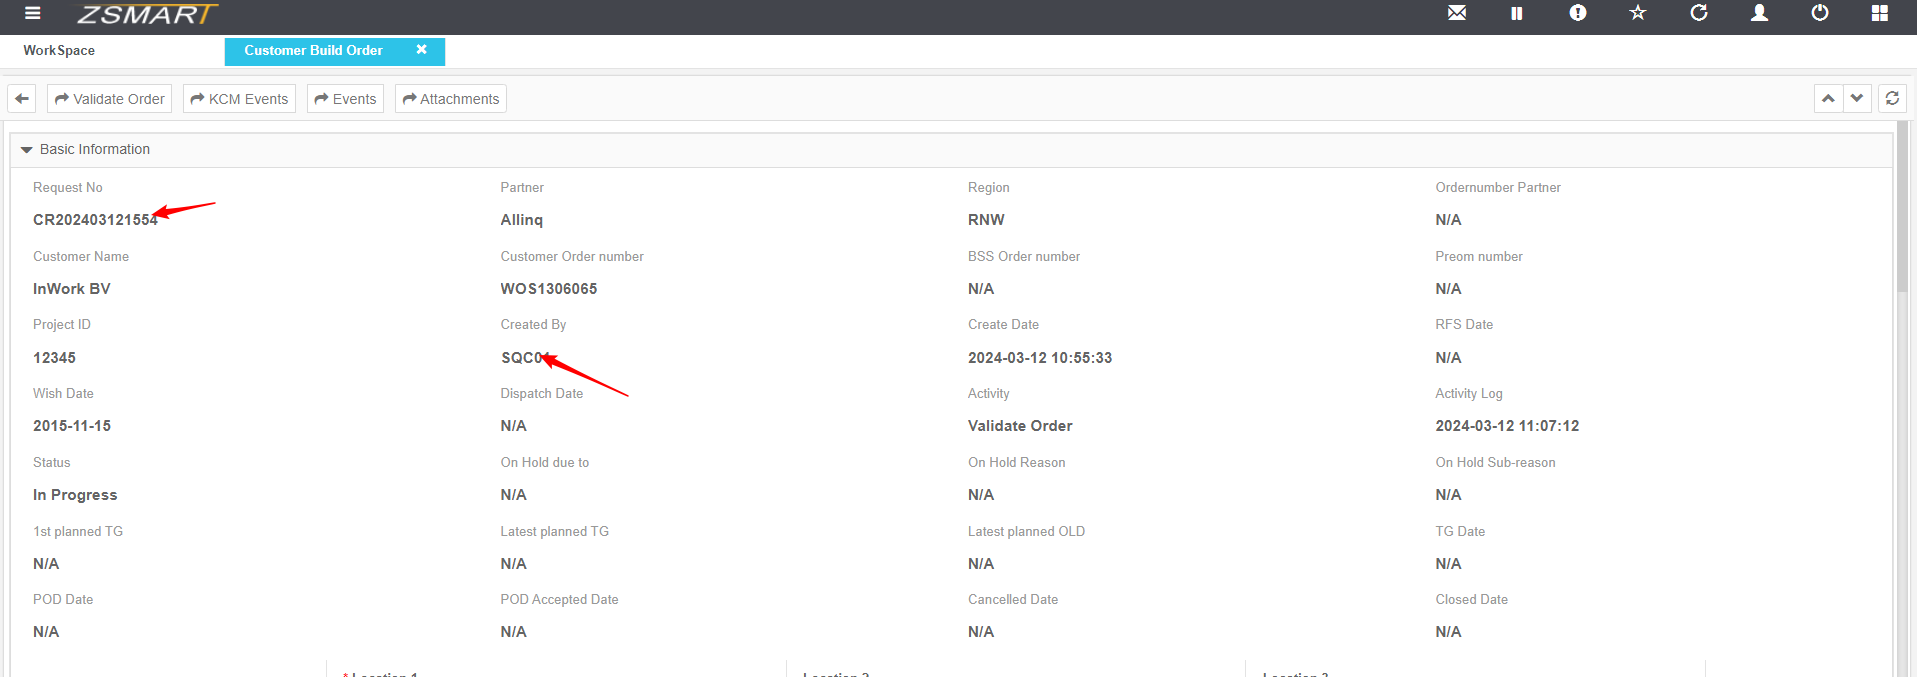 ZSMART
WorkSpace Customer Build Order
Validate Order KCM Events Events Attachments
Basic Information
Request No Partner Region Ordernumber Partner
CR202403121554 Allinq RNW N/A
Customer Name Customer Order number BSS Order number Preom number
InWork BV WOS1306065 N/A N/A
Project ID Created By Create Date RFS Date
12345 2024-03-12 10:55:33 N/A
Wish Date Dispatch Date Activity Activity Log
2015-11-15 N/A Validate Order 2024-03-12 11:07:12
Status On Hold due to On Hold Reason On Hold Sub-reason
In Progress N/A N/A N/A
1st planned TG Latest planned TG Latest planned OLD TG Date
N/A N/A N/A N/A
POD Date POD Accepted Date Cancelled Date Closed Date
N/A N/A N/A N/A
* Location 1 Location 2 Location 3